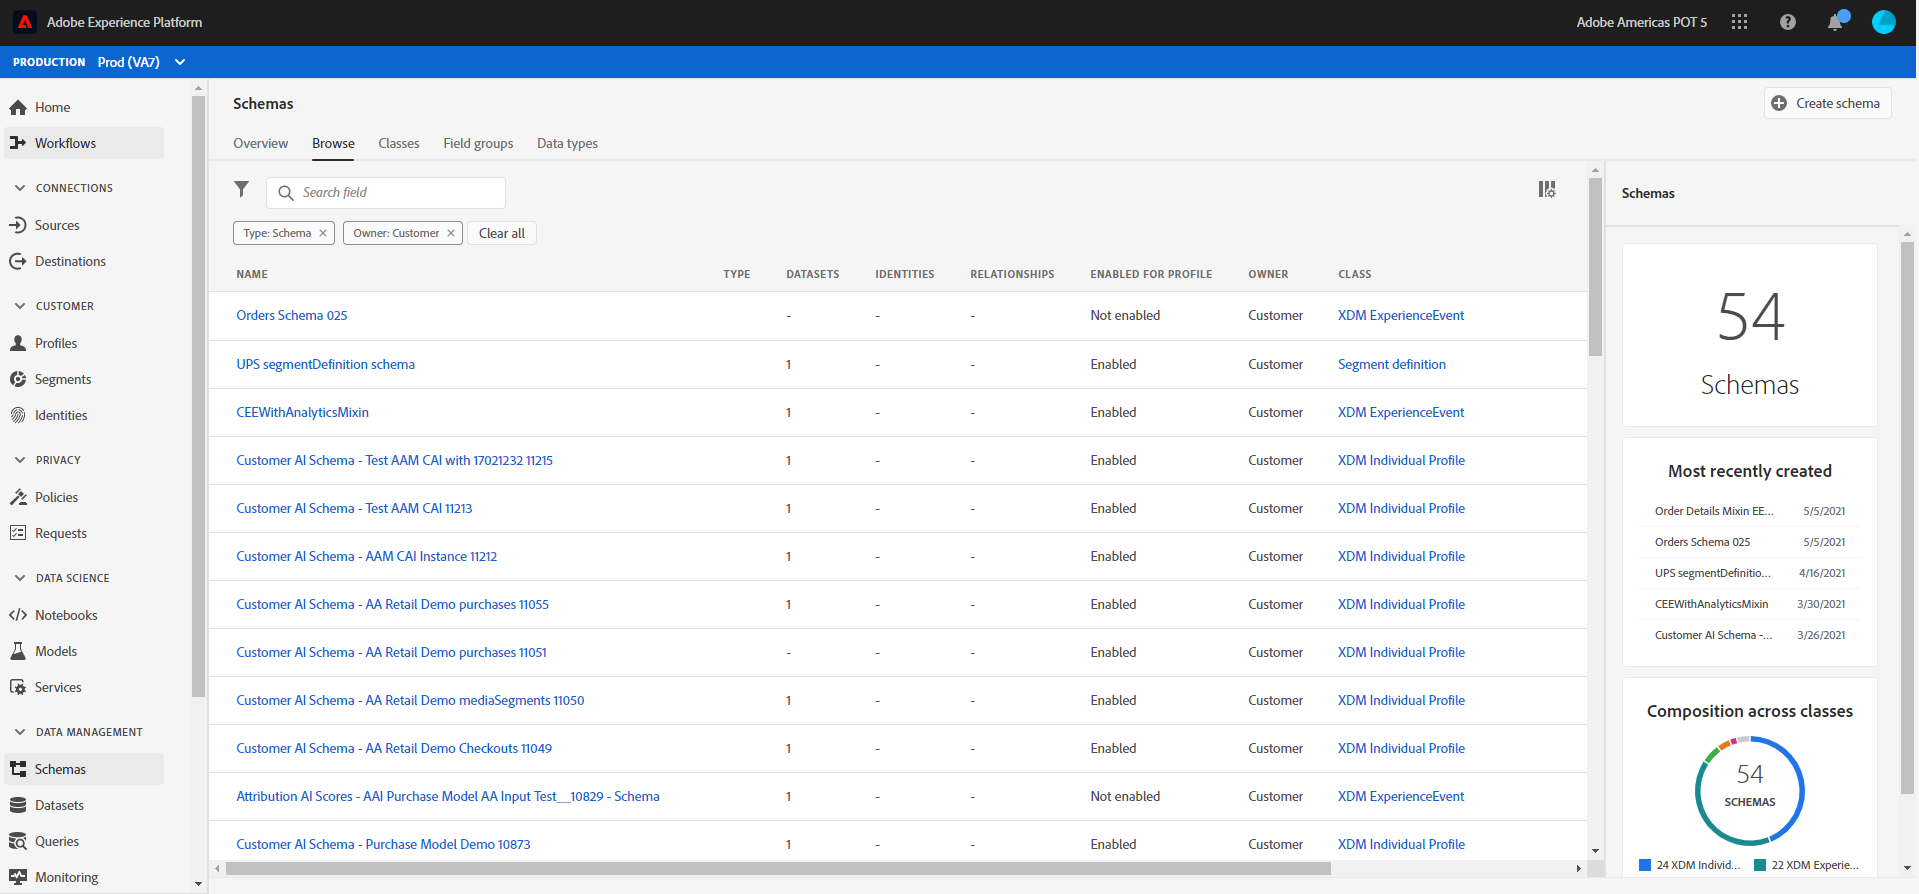 Adobe Experience Platform
Adobe Americas POT 5
PRODUCTION Prod (VA7)
Home
Workflows
CONNECTIONS
Sources
Destinations
CUSTOMER
Profiles
Segments
Identities
PRIVACY
Policies
Requests
DATA SCIENCE
Notebooks
Models
Services
DATA MANAGEMENT
Schemas
Datasets
Queries
Monitoring
Schemas
Create schema
Overview Browse Classes Field groups Data types
Search field
Type: Schema Owner: Customer Clear all
NAME TYPE DATASETS IDENTITIES RELATIONSHIPS ENABLED FOR PROFILE OWNER CLASS
Orders Schema 025 - - - Not enabled Customer XDM ExperienceEvent
UPS segmentDefinition schema 1 - - Enabled Customer Segment definition
CEEWithAnalyticsMixin 1 - - Enabled Customer XDM ExperienceEvent
Customer AI Schema - Test AAM CAI with 17021232 11215 1 - - Enabled Customer XDM Individual Profile
Customer AI Schema - Test AAM CAI 11213 1 - - Enabled Customer XDM Individual Profile
Customer AI Schema - AAM CAI Instance 11212 1 - - Enabled Customer XDM Individual Profile
Customer AI Schema - AA Retail Demo purchases 11055 1 - - Enabled Customer XDM Individual Profile
Customer AI Schema - AA Retail Demo purchases 11051 - - - Enabled Customer XDM Individual Profile
Customer AI Schema - AA Retail Demo mediaSegments 11050 1 - - Enabled Customer XDM Individual Profile
Customer AI Schema - AA Retail Demo Checkouts 11049 1 - - Enabled Customer XDM Individual Profile
Attribution AI Scores - AAI Purchase Model AA Input Test__10829 - Schema 1 - - Not enabled Customer XDM ExperienceEvent
Customer AI Schema - Purchase Model Demo 10873 1 - - Enabled Customer XDM Individual Profile
Schemas
54
Schemas
Most recently created
Order Details Mixin EE... 5/5/2021
Orders Schema 025 5/5/2021
UPS segmentDefinitio... 4/16/2021
CEEWithAnalyticsMixin 3/30/2021
Customer AI Schema -... 3/26/2021
Composition across classes
54
SCHEMAS
24 XDM Individ... 22 XDM Experie...